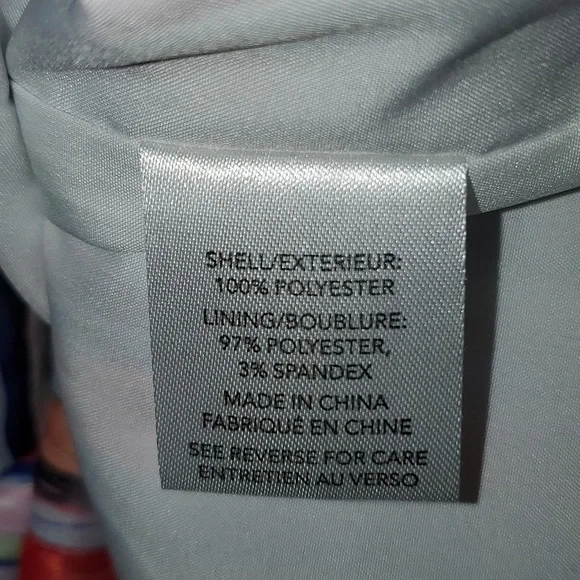 SHELL/EXTERIEUR:
100% POLYESTER
LINING/BOUBLURE:
97% POLYESTER,
3% SPANDEX
MADE IN CHINA
FABRIQUÉ EN CHINE
SEE REVERSE FOR CARE
ENTRETIEN AU VERSO